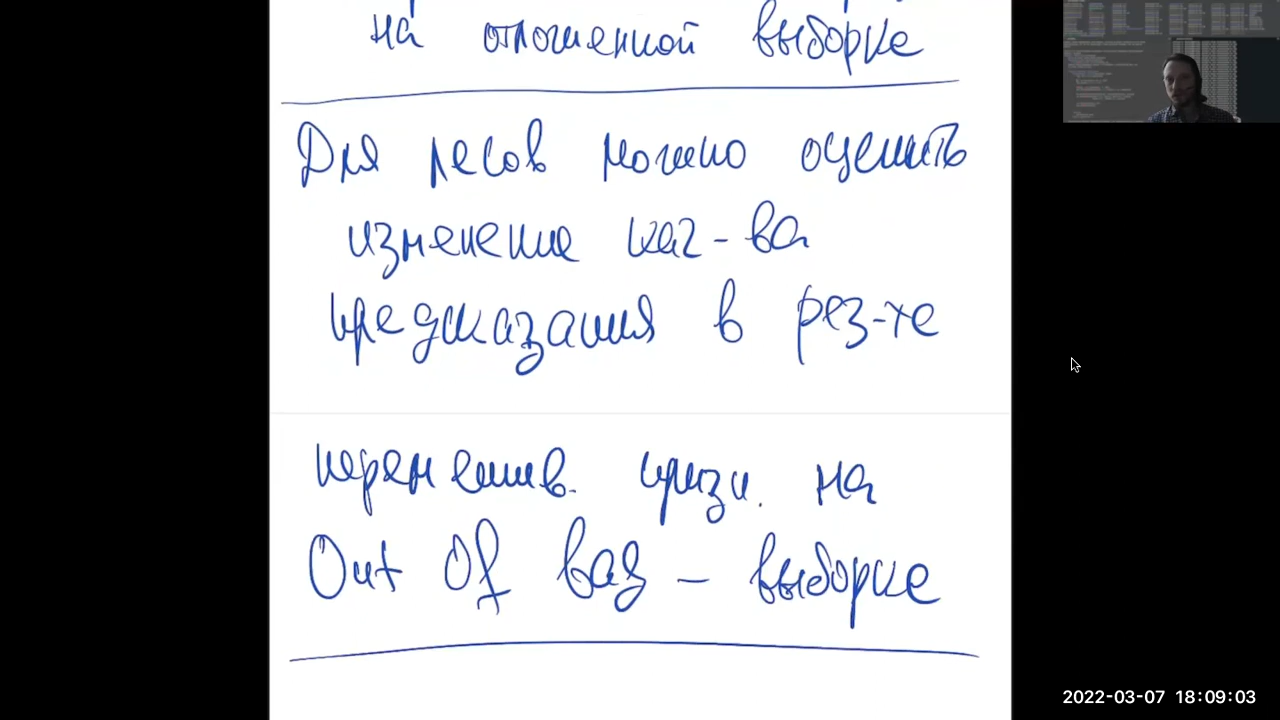 на отложенной выборке
Для лесов можно оценить
изменение кач-ва
предсказания в рез-те
перемешив. призн. на
Out Of bag - выборке
2022-03-07 18:09:03